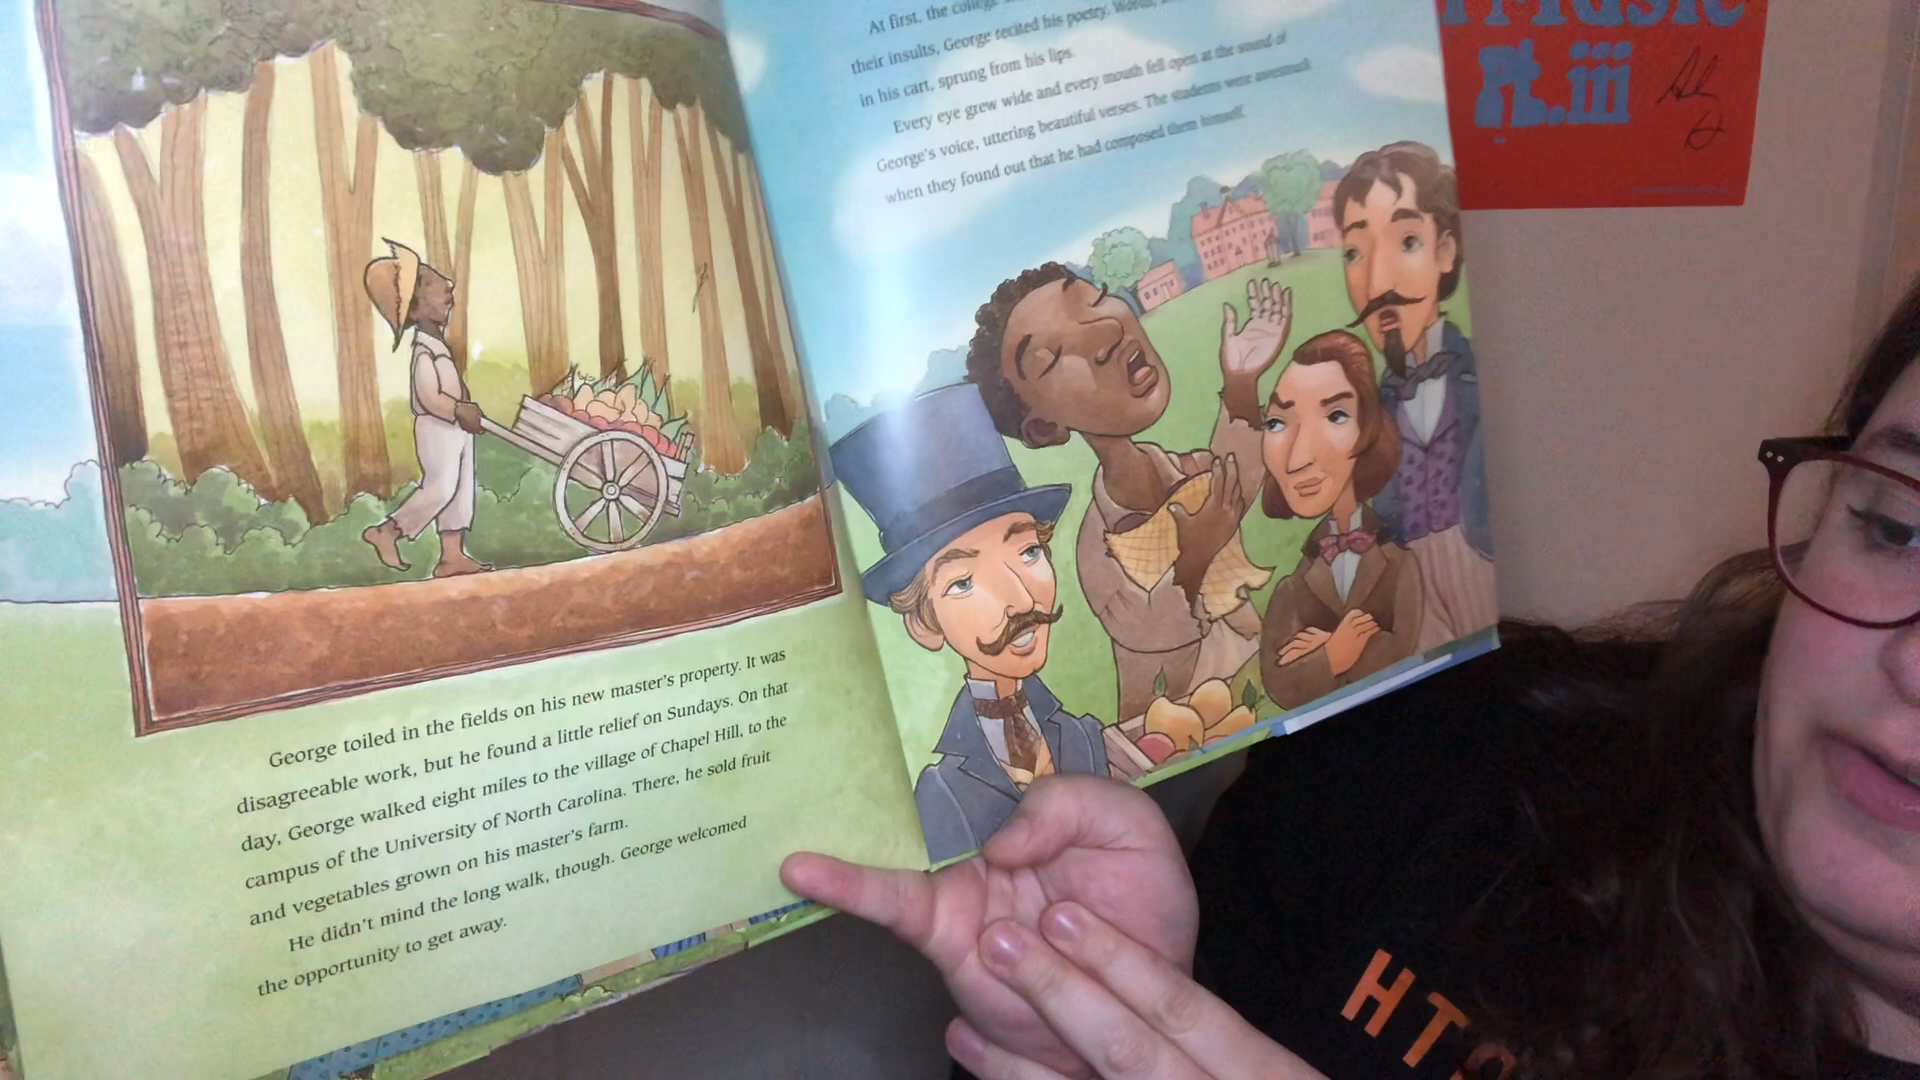 George toiled in the fields on his new master's property. It was
disagreeable work, but he found a little relief on Sundays. On that
day, George walked eight miles to the village of Chapel Hill, to the
campus of the University of North Carolina. There, he sold fruit
and vegetables grown on his master's farm.
He didn't mind the long walk, though. George welcomed
the opportunity to get away.
At first, the college
their insults, George recited his poetry.
in his cart, sprung from his lips.
Every eye grew wide and every mouth fell open at the sound of
George's voice, uttering beautiful verses. The students were awestruck
when they found out that he had composed them himself.
Music
Pt.iii
HT